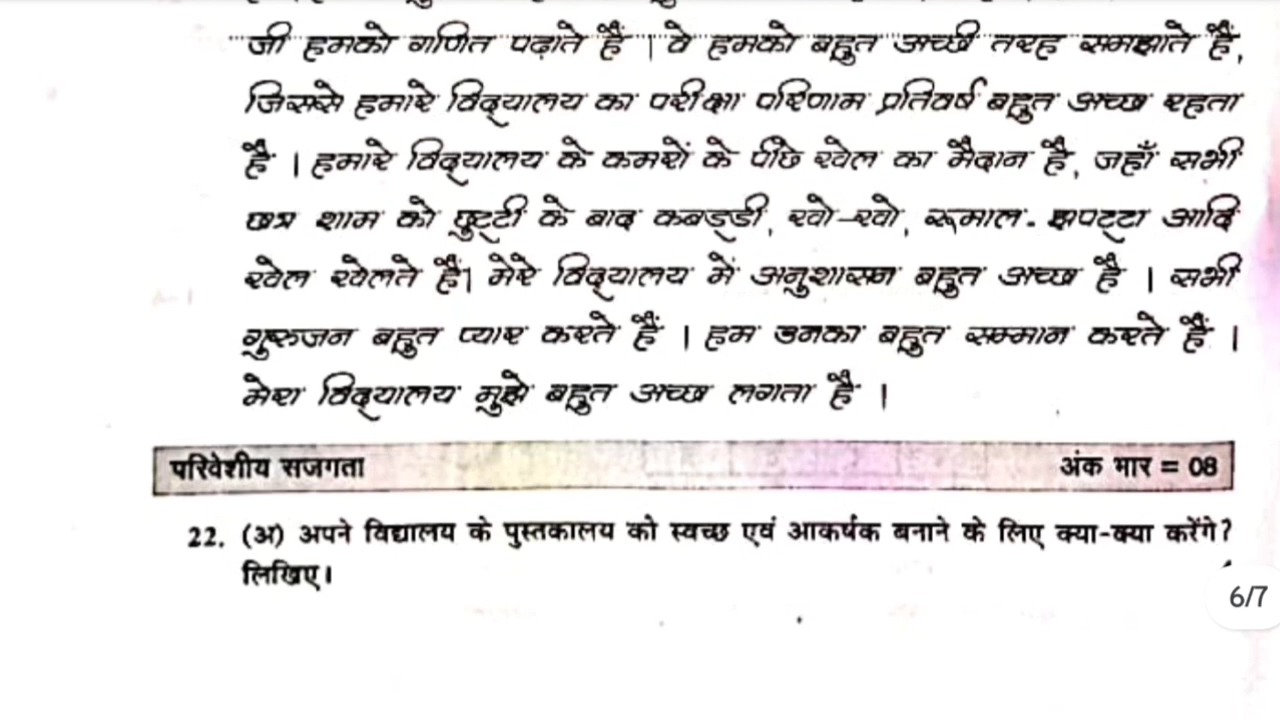 जी हमको गणित पढ़ाते हैं । वे हमको बहुत अच्छी तरह समझाते हैं,
जिससे हमारे विद्यालय का परीक्षा परिणाम प्रतिवर्ष बहुत अच्छ रहता
है । हमारे विद्यालय के कमरों के पीछे खेल का मैदान है, जहाँ सभी
छात्र शाम को छुट्टी के बाद कबड्डी, खो-खो, रूमाल- झपट्टा आदि
खेल खेलते हैं। मेरे विद्यालय में अनुशासन बहुत अच्छ है । सभी
गुरूजन बहुत प्यार करते हैं । हम उनका बहुत सम्मान करते हैं ।
मेरा विद्यालय मुझे बहुत अच्छ लगता है ।
परिवेशीय सजगता अंक भार = 08
22. (अ) अपने विद्यालय के पुस्तकालय को स्वच्छ एवं आकर्षक बनाने के लिए क्या-क्या करेंगे?
लिखिए।
6/7